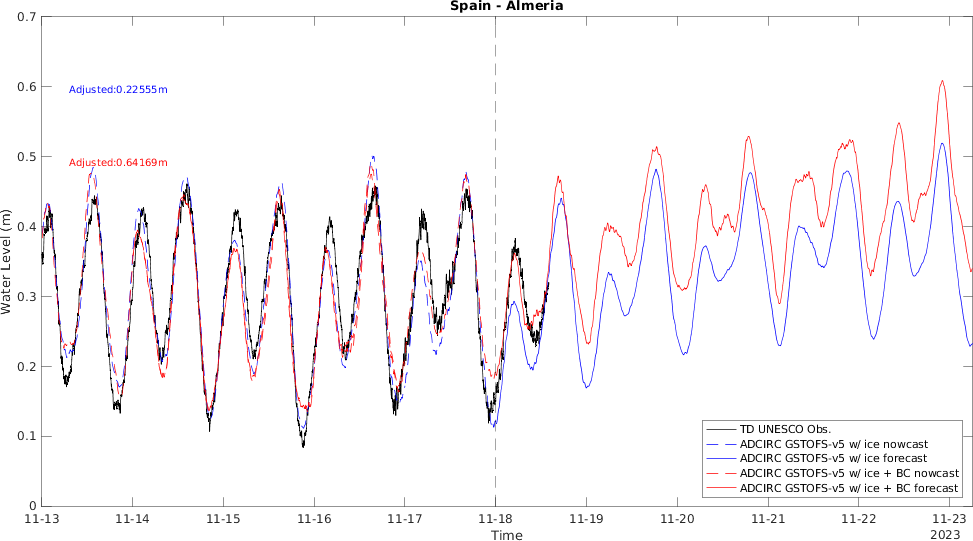 Spain - Almeria
0.7
0.6
0.5
0.4
0.3
0.2
0.1
0
Water Level (m)
Adjusted:0.22555m
Adjusted:0.64169m
TD UNESCO Obs.
ADCIRC GSTOFS-v5 w/ ice nowcast
ADCIRC GSTOFS-v5 w/ ice forecast
ADCIRC GSTOFS-v5 w/ ice + BC nowcast
ADCIRC GSTOFS-v5 w/ ice + BC forecast
11-13 11-14 11-15 11-16 11-17 11-18 11-19 11-20 11-21 11-22 11-23
2023
Time